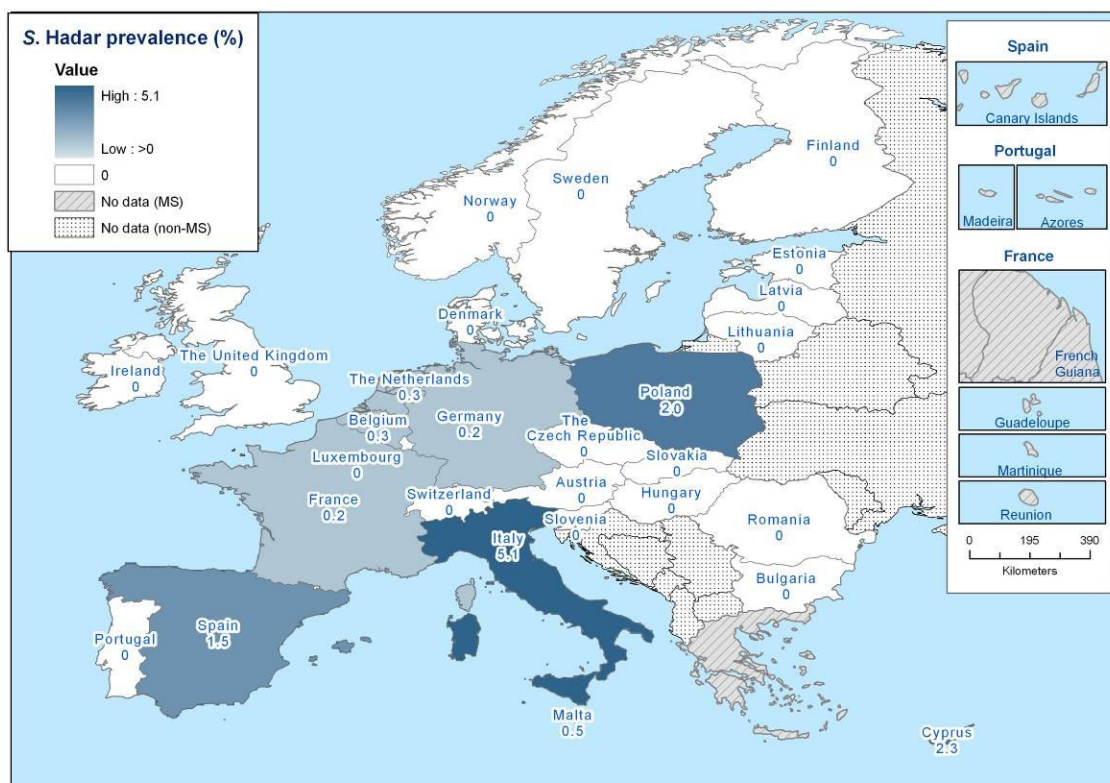 S. Hadar prevalence (%)
Value
High : 5.1
Low : >0
0
No data (MS)
No data (non-MS)
Finland
0
Sweden
0
Norway
0
Estonia
0
Latvia
0
Lithuania
0
Denmark
0
The United Kingdom
0
Ireland
0
The Netherlands
0.3
Poland
2.0
Belgium
0.3
Germany
0.2
The
Czech Republic
0
Luxembourg
0
Slovakia
0
France
0.2
Switzerland
0
Austria
0
Hungary
0
Slovenia
0
Romania
0
Italy
5.1
Bulgaria
0
Portugal
0
Spain
1.5
Malta
0.5
Cyprus
2.3
Spain
Canary Islands
Portugal
Madeira
Azores
France
French
Guiana
Guadeloupe
Martinique
Reunion
0 195 390
Kilometers